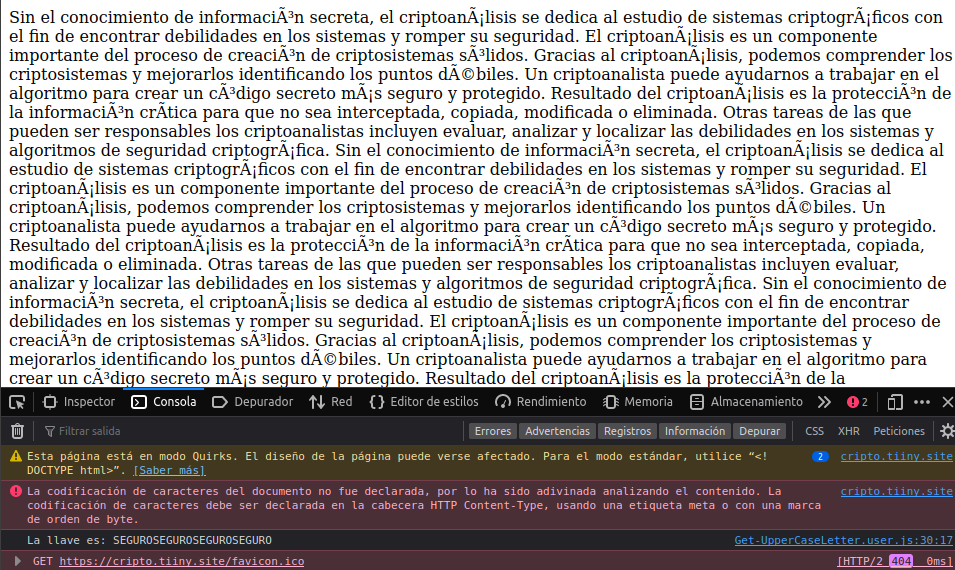 Sin el conocimiento de informaciÃ³n secreta, el criptoanÃ¡lisis se dedica al estudio de sistemas criptogrÃ¡ficos con
el fin de encontrar debilidades en los sistemas y romper su seguridad. El criptoanÃ¡lisis es un componente
importante del proceso de creaciÃ³n de criptosistemas sÃ³lidos. Gracias al criptoanÃ¡lisis, podemos comprender los
criptosistemas y mejorarlos identificando los puntos dÃ©biles. Un criptoanalista puede ayudarnos a trabajar en el
algoritmo para crear un cÃ³digo secreto mÃ¡s seguro y protegido. Resultado del criptoanÃ¡lisis es la protecciÃ³n de
la informaciÃ³n crÃ­tica para que no sea interceptada, copiada, modificada o eliminada. Otras tareas de las que
pueden ser responsables los criptoanalistas incluyen evaluar, analizar y localizar las debilidades en los sistemas y
algoritmos de seguridad criptogrÃ¡fica. Sin el conocimiento de informaciÃ³n secreta, el criptoanÃ¡lisis se dedica al
estudio de sistemas criptogrÃ¡ficos con el fin de encontrar debilidades en los sistemas y romper su seguridad. El
criptoanÃ¡lisis es un componente importante del proceso de creaciÃ³n de criptosistemas sÃ³lidos. Gracias al
criptoanÃ¡lisis, podemos comprender los criptosistemas y mejorarlos identificando los puntos dÃ©biles. Un
criptoanalista puede ayudarnos a trabajar en el algoritmo para crear un cÃ³digo secreto mÃ¡s seguro y protegido.
Resultado del criptoanÃ¡lisis es la protecciÃ³n de la informaciÃ³n crÃ­tica para que no sea interceptada, copiada,
modificada o eliminada. Otras tareas de las que pueden ser responsables los criptoanalistas incluyen evaluar,
analizar y localizar las debilidades en los sistemas y algoritmos de seguridad criptogrÃ¡fica. Sin el conocimiento de
informaciÃ³n secreta, el criptoanÃ¡lisis se dedica al estudio de sistemas criptogrÃ¡ficos con el fin de encontrar
debilidades en los sistemas y romper su seguridad. El criptoanÃ¡lisis es un componente importante del proceso de
creaciÃ³n de criptosistemas sÃ³lidos. Gracias al criptoanÃ¡lisis, podemos comprender los criptosistemas y
mejorarlos identificando los puntos dÃ©biles. Un criptoanalista puede ayudarnos a trabajar en el algoritmo para
crear un cÃ³digo secreto mÃ¡s seguro y protegido. Resultado del criptoanÃ¡lisis es la protecciÃ³n de la
Inspector Consola Depurador Red Editor de estilos Rendimiento Memoria Almacenamiento 2
Filtrar salida Errores Advertencias Registros Información Depurar CSS XHR Peticiones
Esta página está en modo Quirks. El diseño de la página puede verse afectado. Para el modo estándar, utilice “<! 2 cripto.tiiny.site
DOCTYPE html>”. [Saber más]
La codificación de caracteres del documento no fue declarada, por lo ha sido adivinada analizando el contenido. La cripto.tiiny.site
codificación de caracteres debe ser declarada en la cabecera HTTP Content-Type, usando una etiqueta meta o con una marca
de orden de byte.
La llave es: SEGUROSEGUROSEGUROSEGURO Get-UpperCaseLetter.user.js:30:17
GET https://cripto.tiiny.site/favicon.ico [HTTP/2 404 0ms]